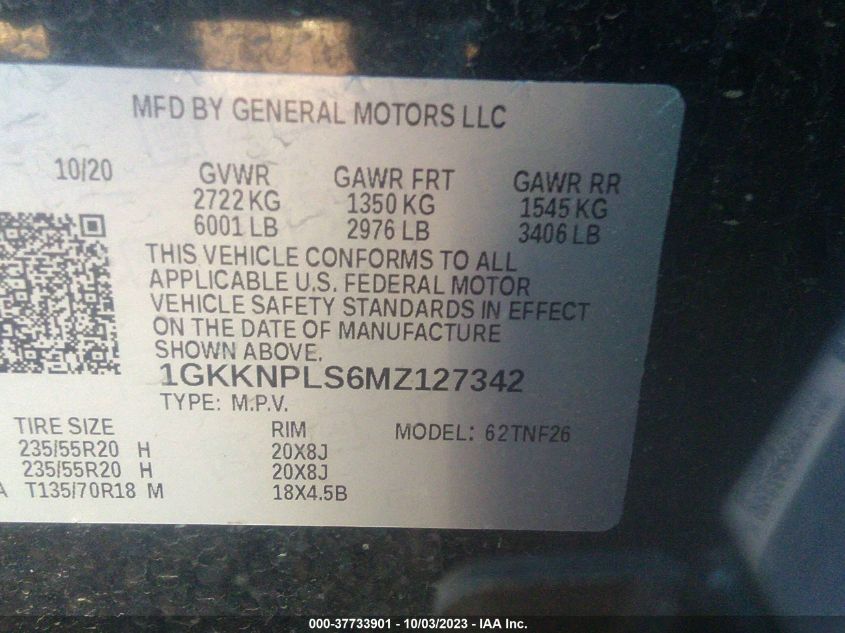 MFD BY GENERAL MOTORS LLC
10/20 GVWR GAWR FRT GAWR RR
2722 KG 1350 KG 1545 KG
6001 LB 2976 LB 3406 LB
THIS VEHICLE CONFORMS TO ALL
APPLICABLE U.S. FEDERAL MOTOR
VEHICLE SAFETY STANDARDS IN EFFECT
ON THE DATE OF MANUFACTURE
SHOWN ABOVE.
1GKKNPLS6MZ127342
TYPE: M.P.V.
TIRE SIZE RIM MODEL: 62TNF26
235/55R20 H 20X8J
235/55R20 H 20X8J
T135/70R18 M 18X4.5B
000-37733901 - 10/03/2023 - IAA Inc.